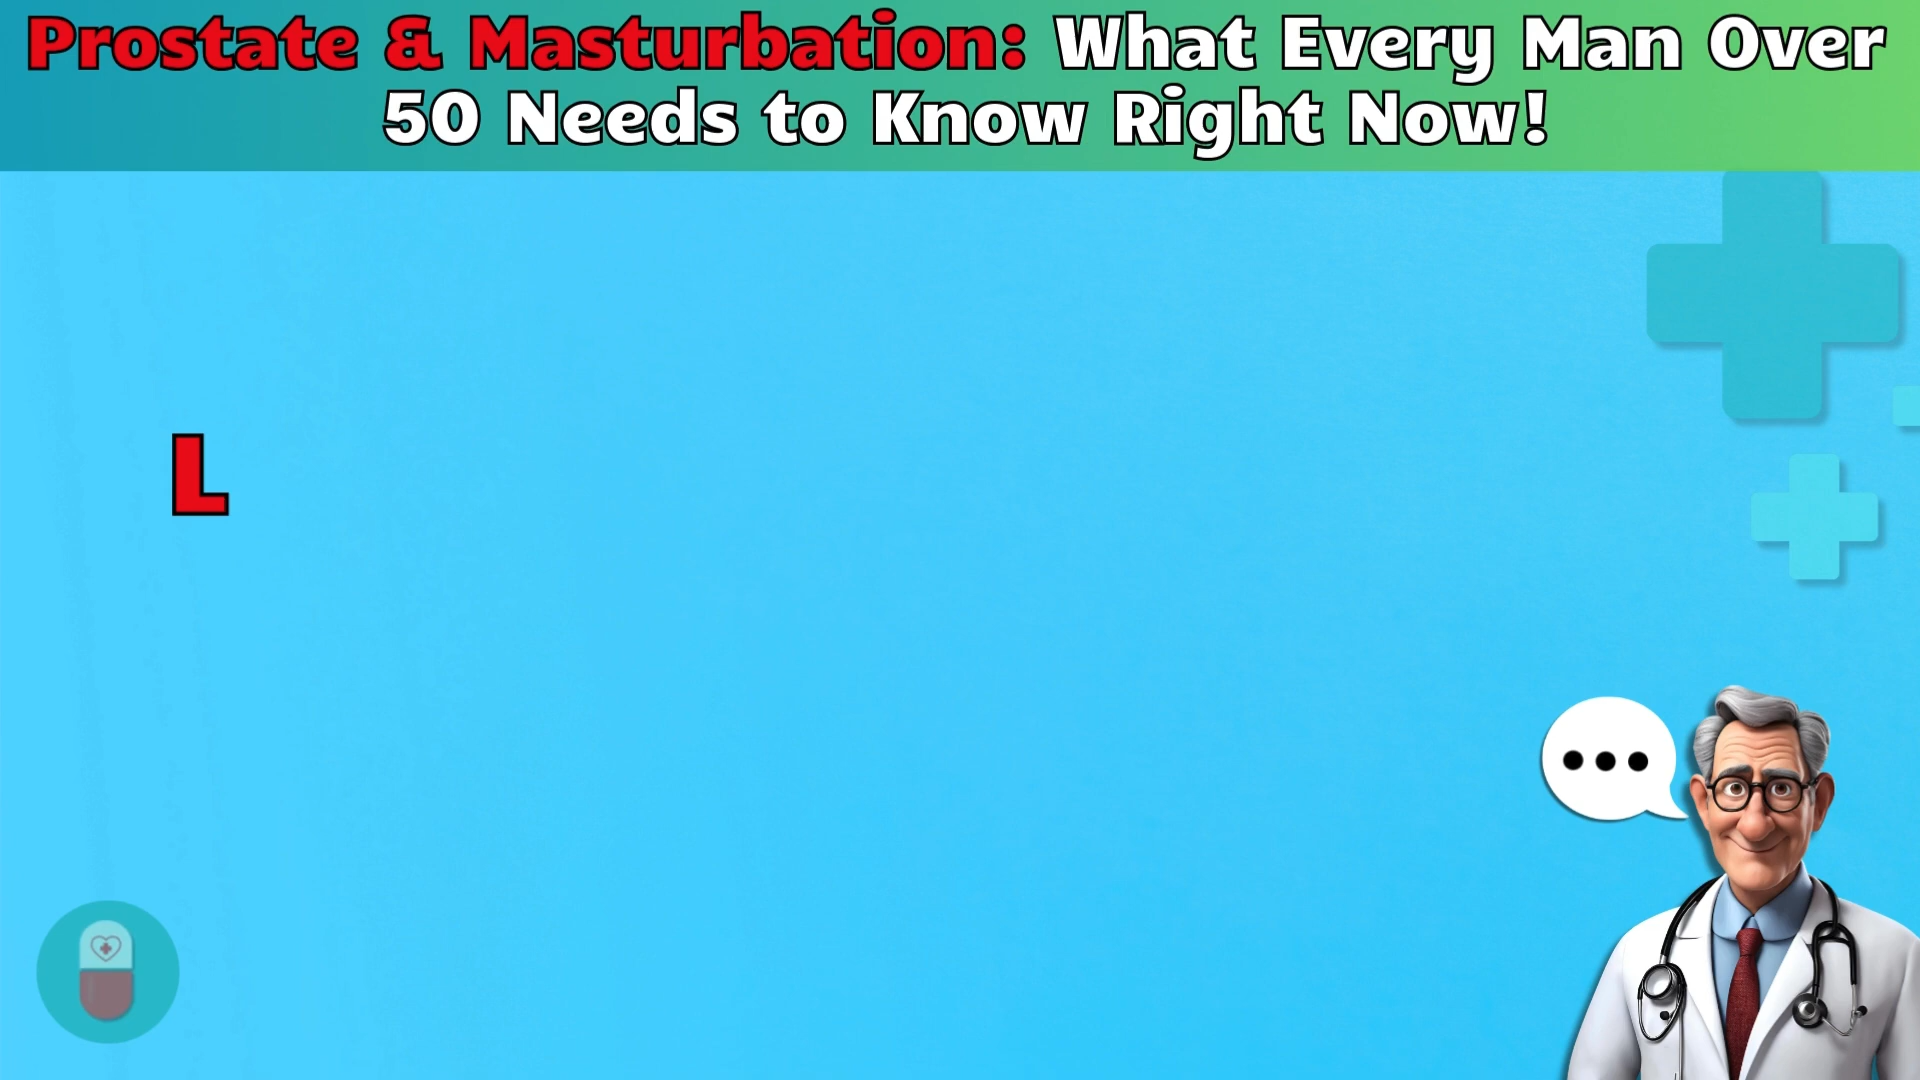 Prostate & Masturbation: What Every Man Over
50 Needs to Know Right Now!
L